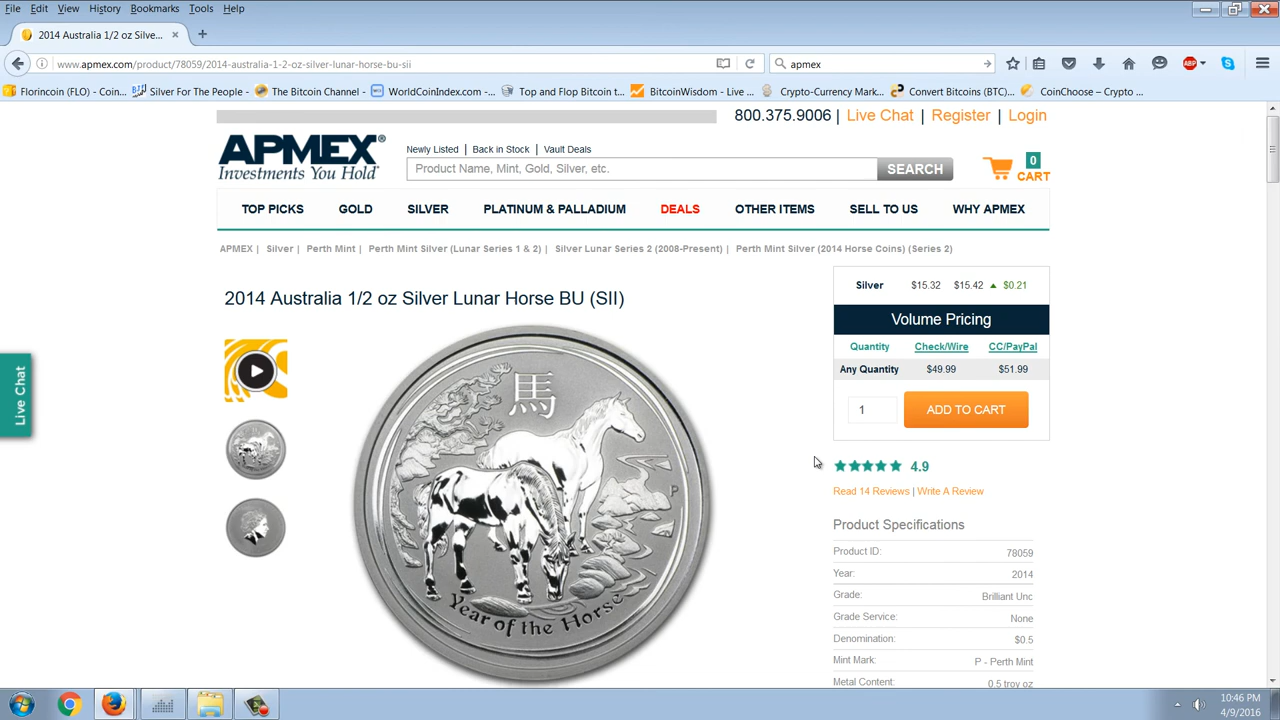 File Edit View History Bookmarks Tools Help
2014 Australia 1/2 oz Silve...
www.apmex.com/product/78059/2014-australia-1-2-oz-silver-lunar-horse-bu-sii
apmex
Florincoin (FLO) - Coin...
Silver For The People - ...
The Bitcoin Channel - ...
WorldCoinIndex.com - ...
Top and Flop Bitcoin t...
BitcoinWisdom - Live ...
Crypto-Currency Mark...
Convert Bitcoins (BTC)...
CoinChoose – Crypto ...
800.375.9006 | Live Chat | Register | Login
APMEX®
Investments You Hold®
Newly Listed | Back in Stock | Vault Deals
Product Name, Mint, Gold, Silver, etc.
SEARCH
0
CART
TOP PICKS GOLD SILVER PLATINUM & PALLADIUM DEALS OTHER ITEMS SELL TO US WHY APMEX
APMEX | Silver | Perth Mint | Perth Mint Silver (Lunar Series 1 & 2) | Silver Lunar Series 2 (2008-Present) | Perth Mint Silver (2014 Horse Coins) (Series 2)
2014 Australia 1/2 oz Silver Lunar Horse BU (SII)
馬
P
Year of the Horse
Live Chat
Silver $15.32 $15.42 ▲ $0.21
Volume Pricing
Quantity Check/Wire CC/PayPal
Any Quantity $49.99 $51.99
1 ADD TO CART
4.9
Read 14 Reviews | Write A Review
Product Specifications
Product ID: 78059
Year: 2014
Grade: Brilliant Unc
Grade Service: None
Denomination: $0.5
Mint Mark: P - Perth Mint
Metal Content: 0.5 troy oz
ABP
10:46 PM
4/9/2016